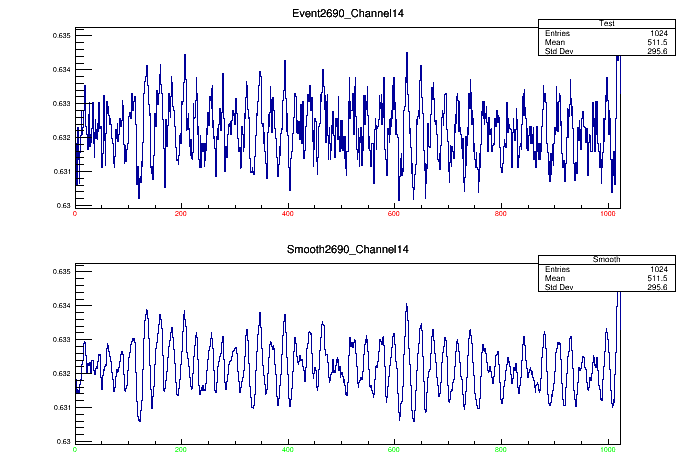 Event2690_Channel14
Test
Entries 1024
Mean 511.5
Std Dev 295.6
0.635
0.634
0.633
0.632
0.631
0.63
0 200 400 600 800 1000
Smooth2690_Channel14
Smooth
Entries 1024
Mean 511.5
Std Dev 295.6
0.635
0.634
0.633
0.632
0.631
0.63
0 200 400 600 800 1000